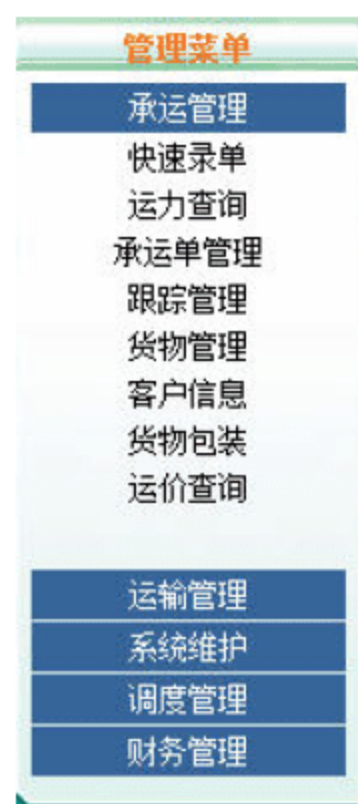 管理菜单
承运管理
快速录单
运力查询
承运单管理
跟踪管理
货物管理
客户信息
货物包装
运价查询
运输管理
系统维护
调度管理
财务管理